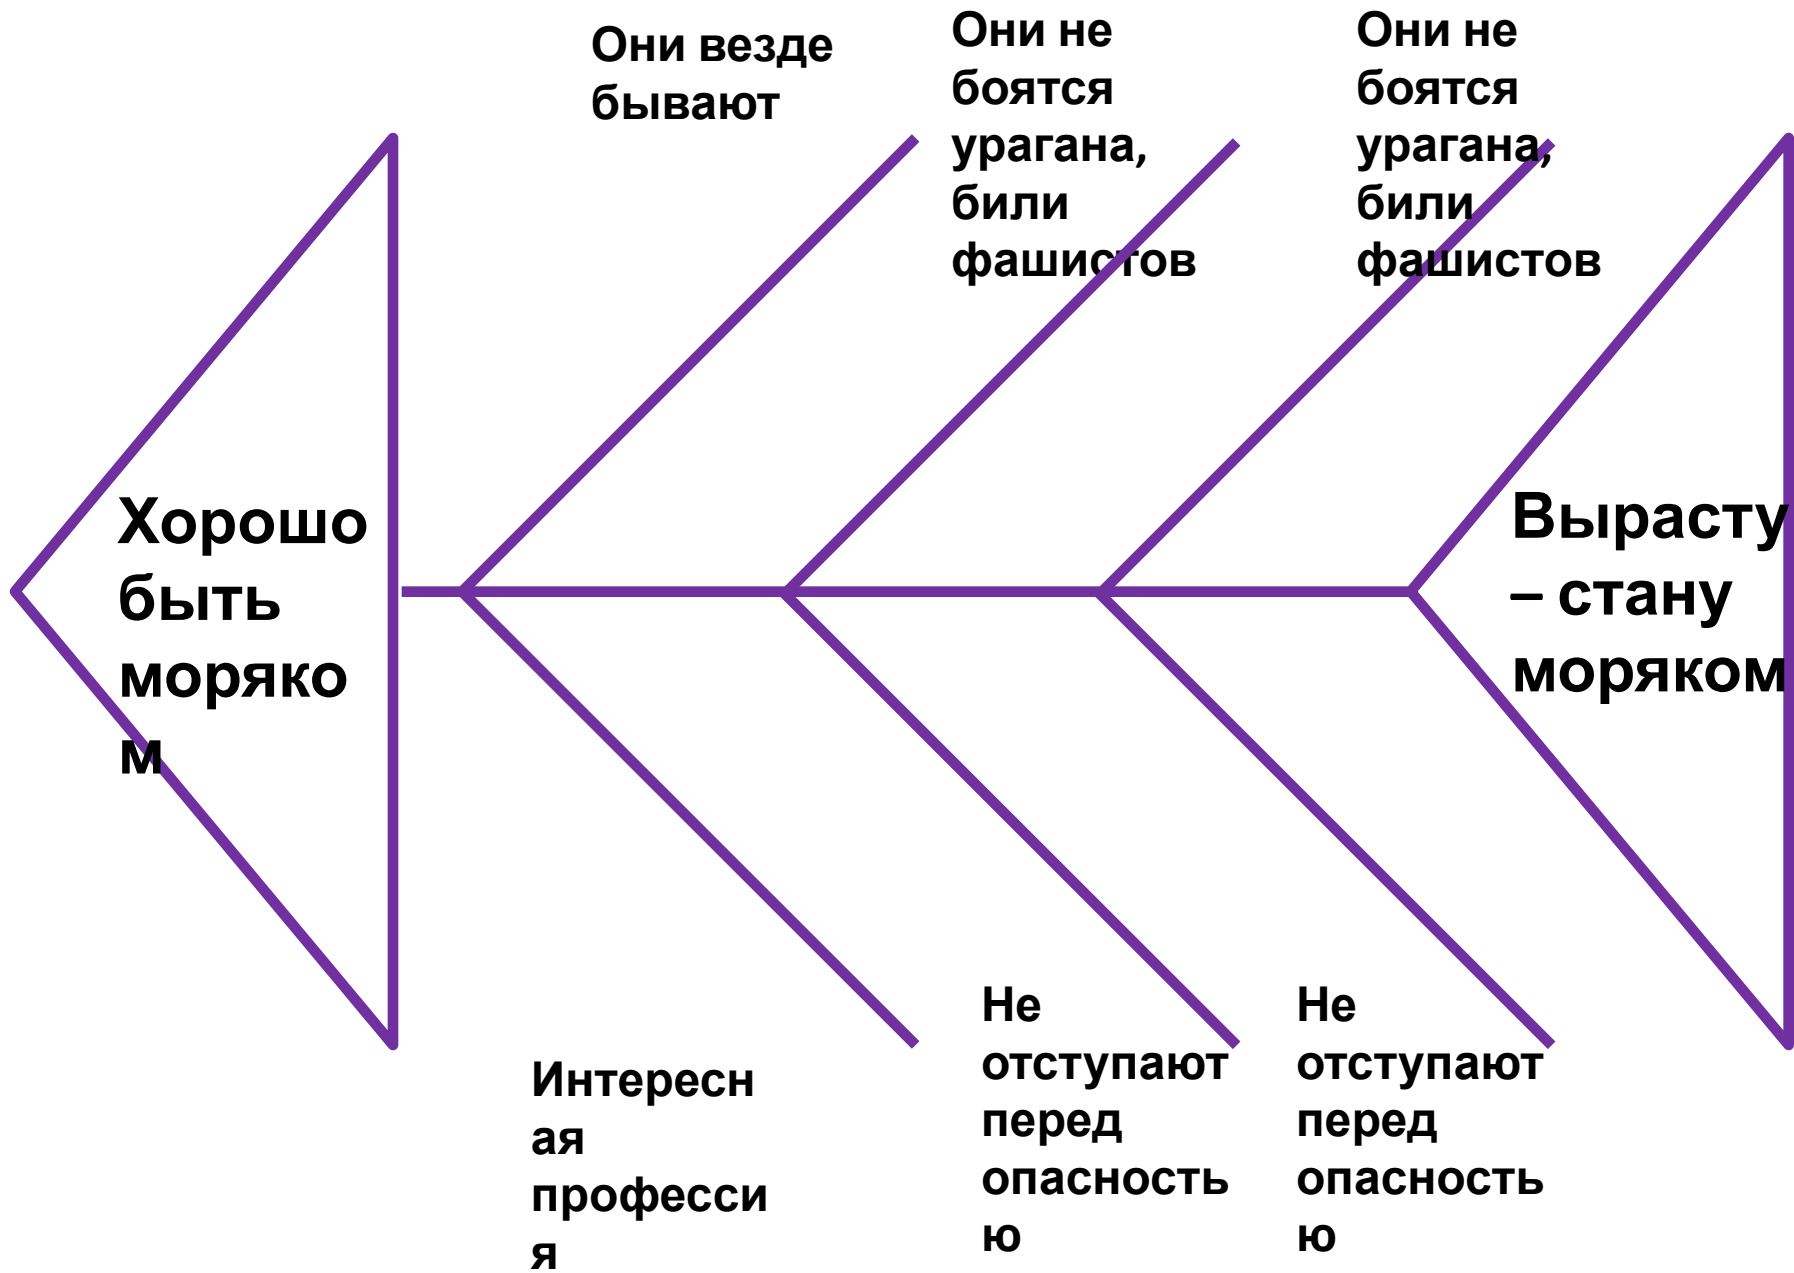 Они везде
бывают
Они не
боятся
урагана,
били
фашистов
Они не
боятся
урагана,
били
фашистов
Хорошо
быть
моряко
м
Вырасту
– стану
моряком
Интересн
ая
профессси
я
Не
отступают
перед
опасность
ю
Не
отступают
перед
опасность
ю